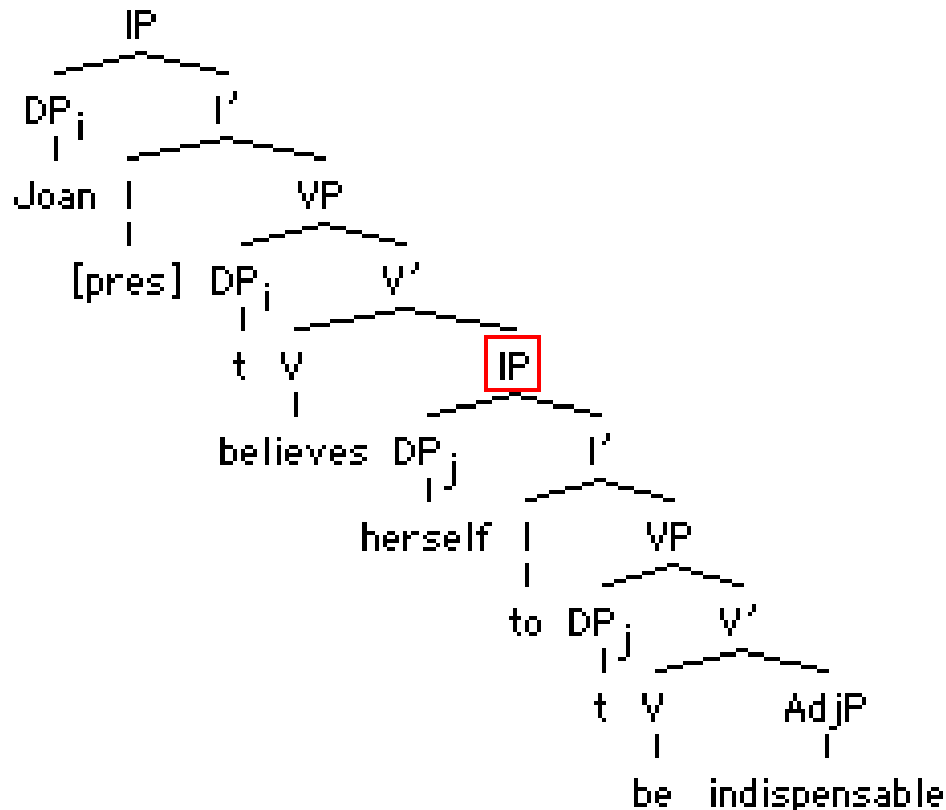 IP
DPi I’
Joan I VP
[pres] DPi V’
t V IP
believes DPj I’
herself I VP
to DPj V’
t V AdjP
be indispensable